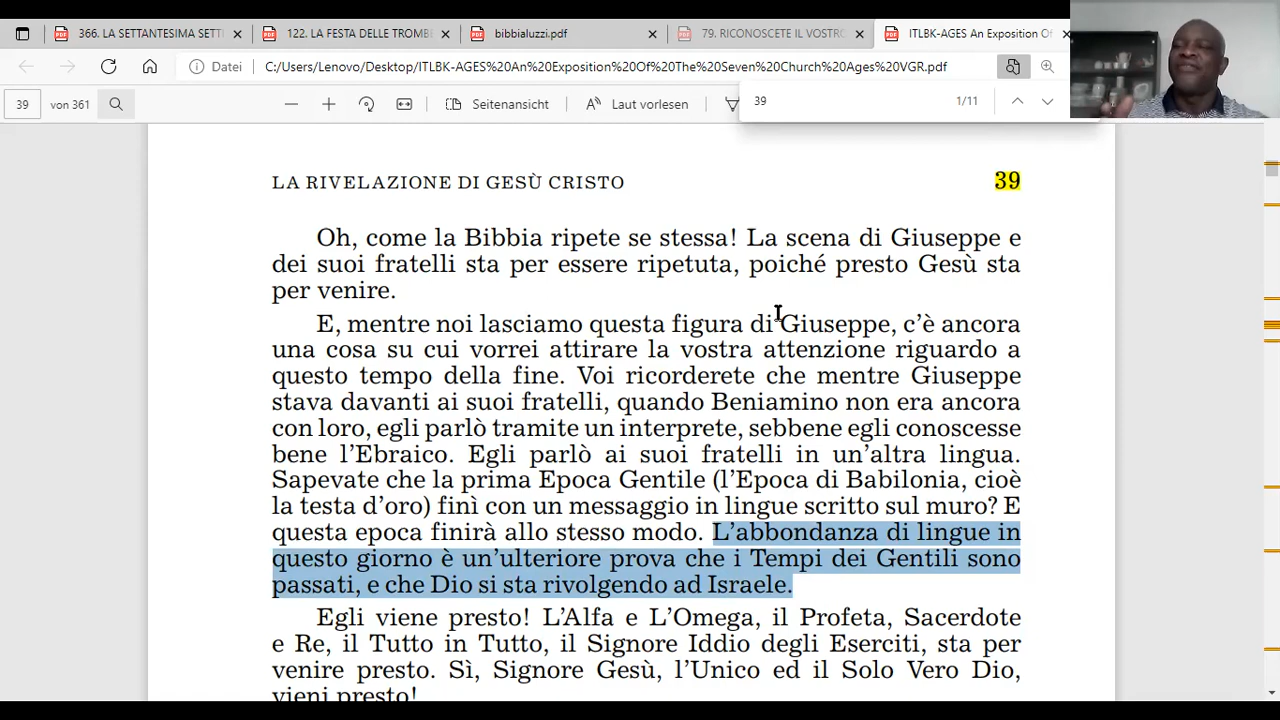 366. LA SETTANTESIMA SETT
122. LA FESTA DELLE TROMB
bibbialuzzi.pdf
79. RICONOSCETE IL VOSTRO
ITLBK-AGES An Exposition Of
Datei
C:/Users/Lenovo/Desktop/ITLBK-AGES%20An%20Exposition%20Of%20The%20Seven%20Church%20Ages%20VGR.pdf
39 von 361
Seitenansicht
Laut vorlesen
39
1/11
LA RIVELAZIONE DI GESÙ CRISTO 39
Oh, come la Bibbia ripete se stessa! La scena di Giuseppe e
dei suoi fratelli sta per essere ripetuta, poiché presto Gesù sta
per venire.
E, mentre noi lasciamo questa figura di Giuseppe, c’è ancora
una cosa su cui vorrei attirare la vostra attenzione riguardo a
questo tempo della fine. Voi ricorderete che mentre Giuseppe
stava davanti ai suoi fratelli, quando Beniamino non era ancora
con loro, egli parlò tramite un interprete, sebbene egli conoscesse
bene l’Ebraico. Egli parlò ai suoi fratelli in un’altra lingua.
Sapevate che la prima Epoca Gentile (l’Epoca di Babilonia, cioè
la testa d’oro) finì con un messaggio in lingue scritto sul muro? E
questa epoca finirà allo stesso modo. L’abbondanza di lingue in
questo giorno è un’ulteriore prova che i Tempi dei Gentili sono
passati, e che Dio si sta rivolgendo ad Israele.
Egli viene presto! L’Alfa e L’Omega, il Profeta, Sacerdote
e Re, il Tutto in Tutto, il Signore Iddio degli Eserciti, sta per
venire presto. Sì, Signore Gesù, l’Unico ed il Solo Vero Dio,
vieni presto!